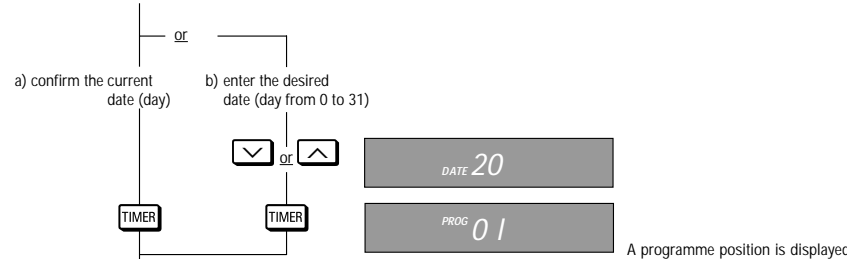 or
a) confirm the current
date (day)
b) enter the desired
date (day from 0 to 31)
or
DATE 20
TIMER
TIMER
PROG 01
A programme position is displayed